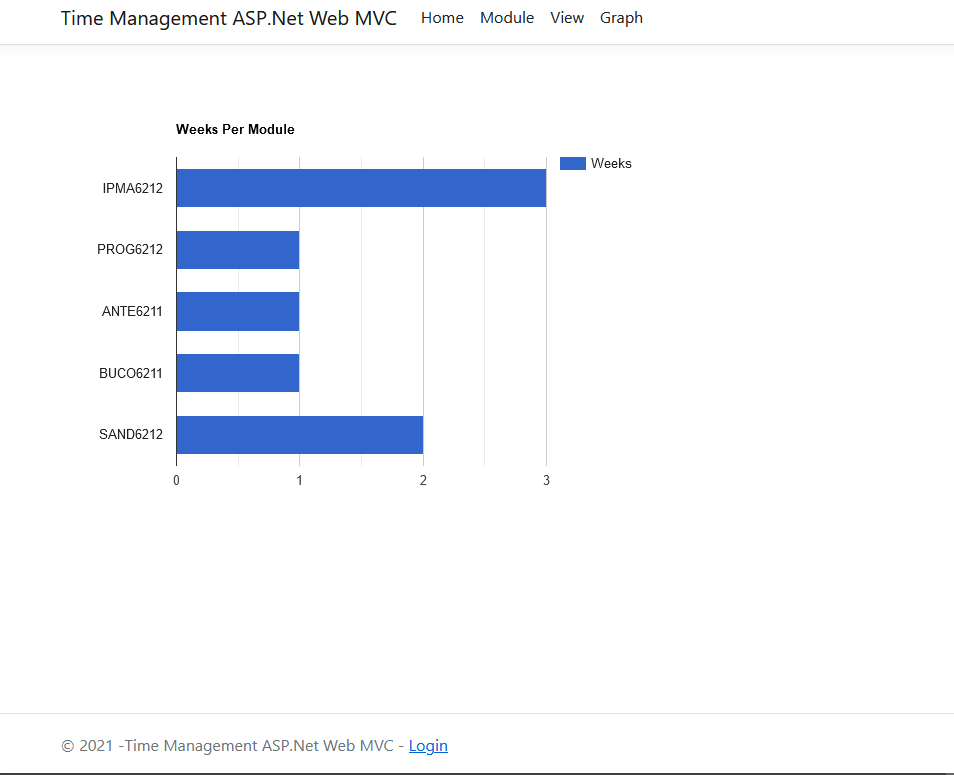 Time Management ASP.Net Web MVC Home Module View Graph
Weeks Per Module
Weeks
IPMA6212
PROG6212
ANTE6211
BUCO6211
SAND6212
0 1 2 3
© 2021 -Time Management ASP.Net Web MVC - Login